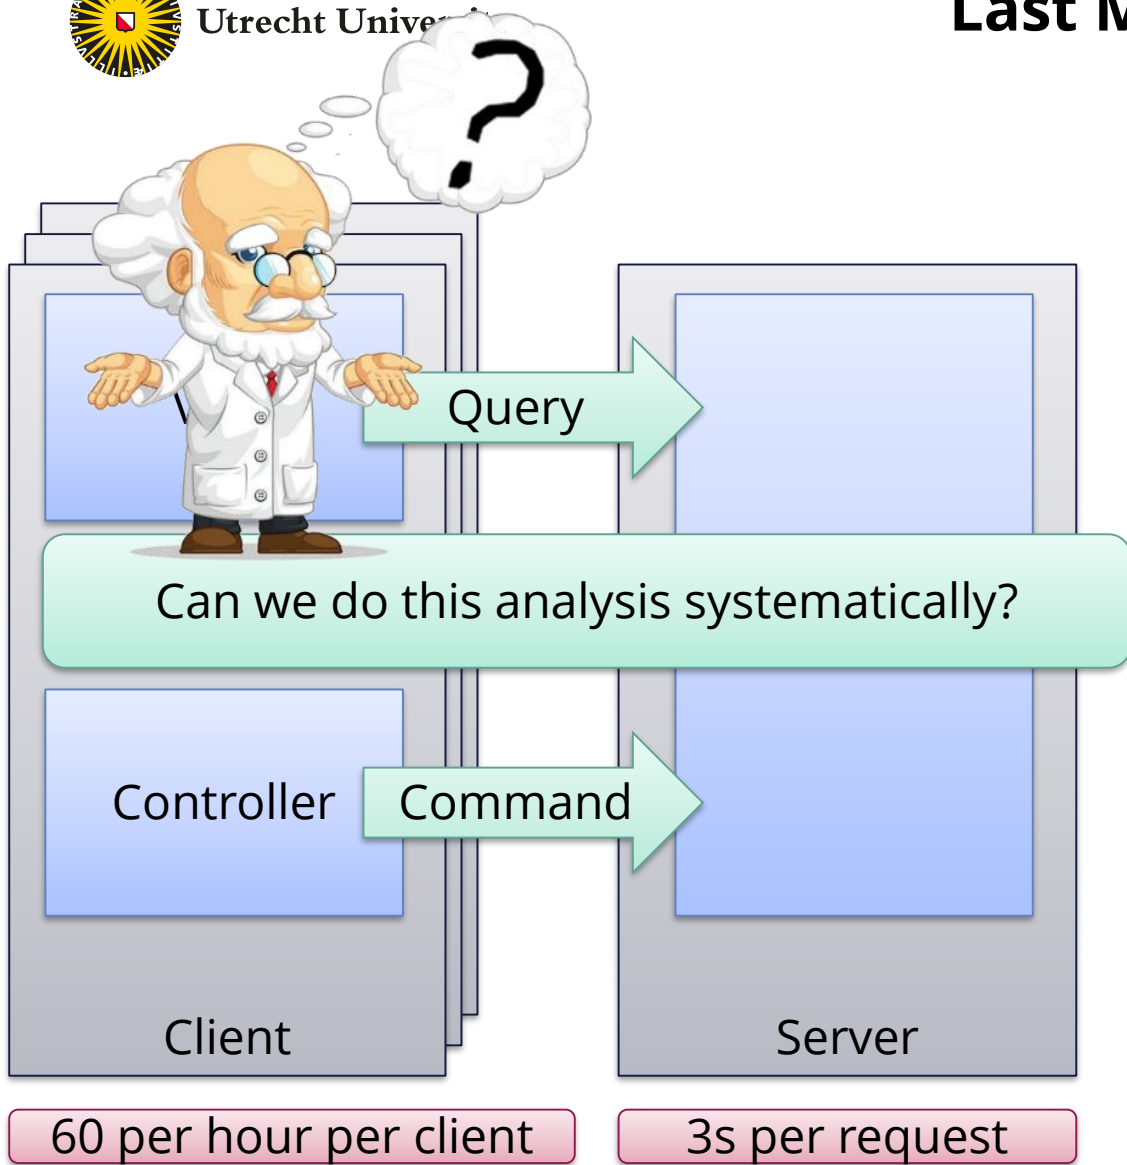 Utrecht
Last
?
Query
Can we do this analysis systematically?
Controller
Command
Client
Server
60 per hour per client
3s per request